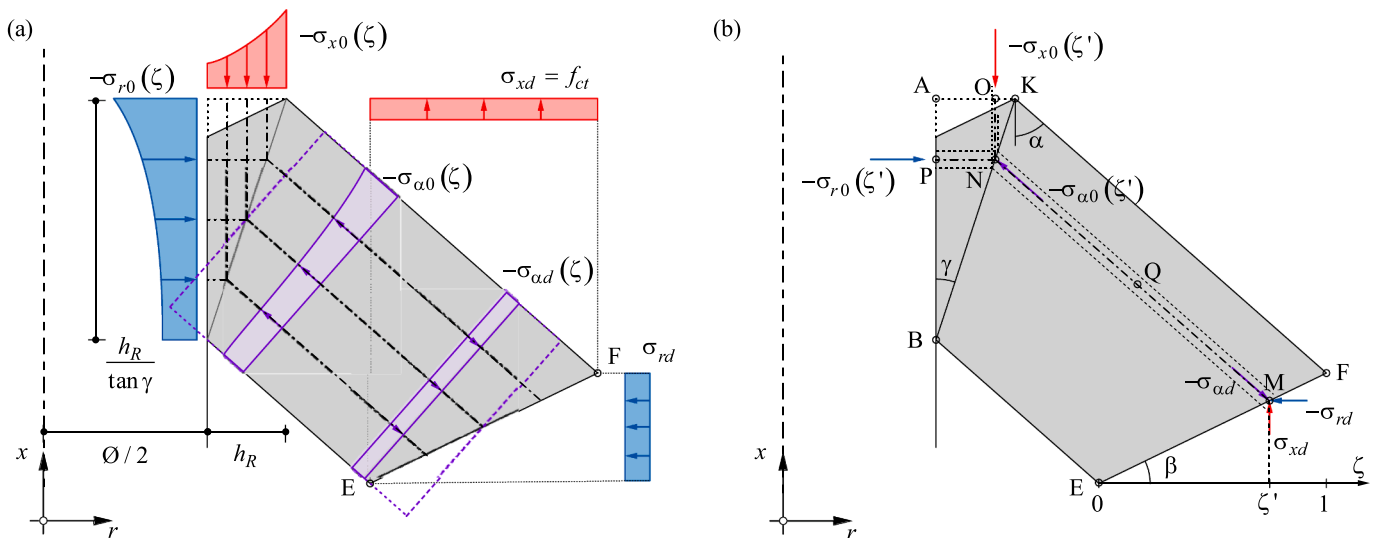 (a)
−σx0(ζ)
−σr0(ζ)
σxd = fct
−σα0(ζ)
−σαd(ζ)
F
σrd
hR
tan γ
Ø / 2
hR
x
E
r
(b)
−σx0(ζ')
A
O
K
α
P
N
−σr0(ζ')
−σα0(ζ')
γ
Q
B
F
−σαd
M
−σrd
σxd
x
β
ζ
E
0
ζ'
1
r